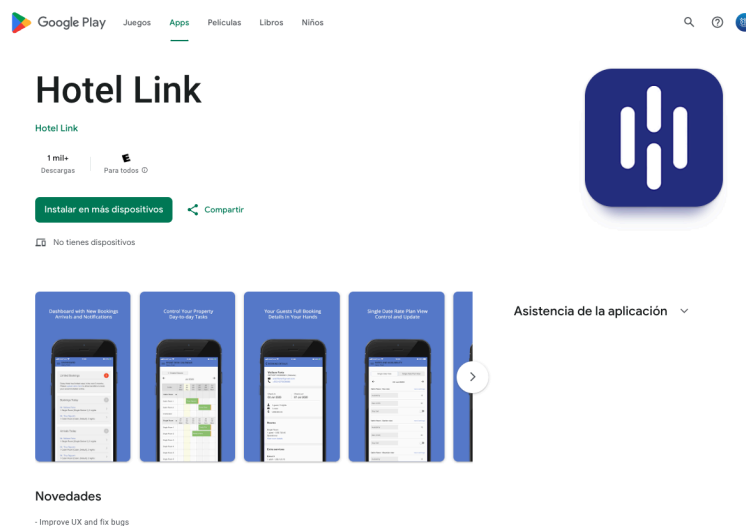 Google Play Juegos Apps Películas Libros Niños
Hotel Link
Hotel Link
1 mil+
Descargas
E
Para todos
Instalar en más dispositivos
Compartir
No tienes dispositivos
Dashboard with New Bookings
Arrivals and Notifications
Control Your Property
Day-to-day Tasks
Your Guests Full Booking
Details in Your Hands
Single Date Rate Plan View
Control and Update
Asistencia de la aplicación
Novedades
- Improve UX and fix bugs